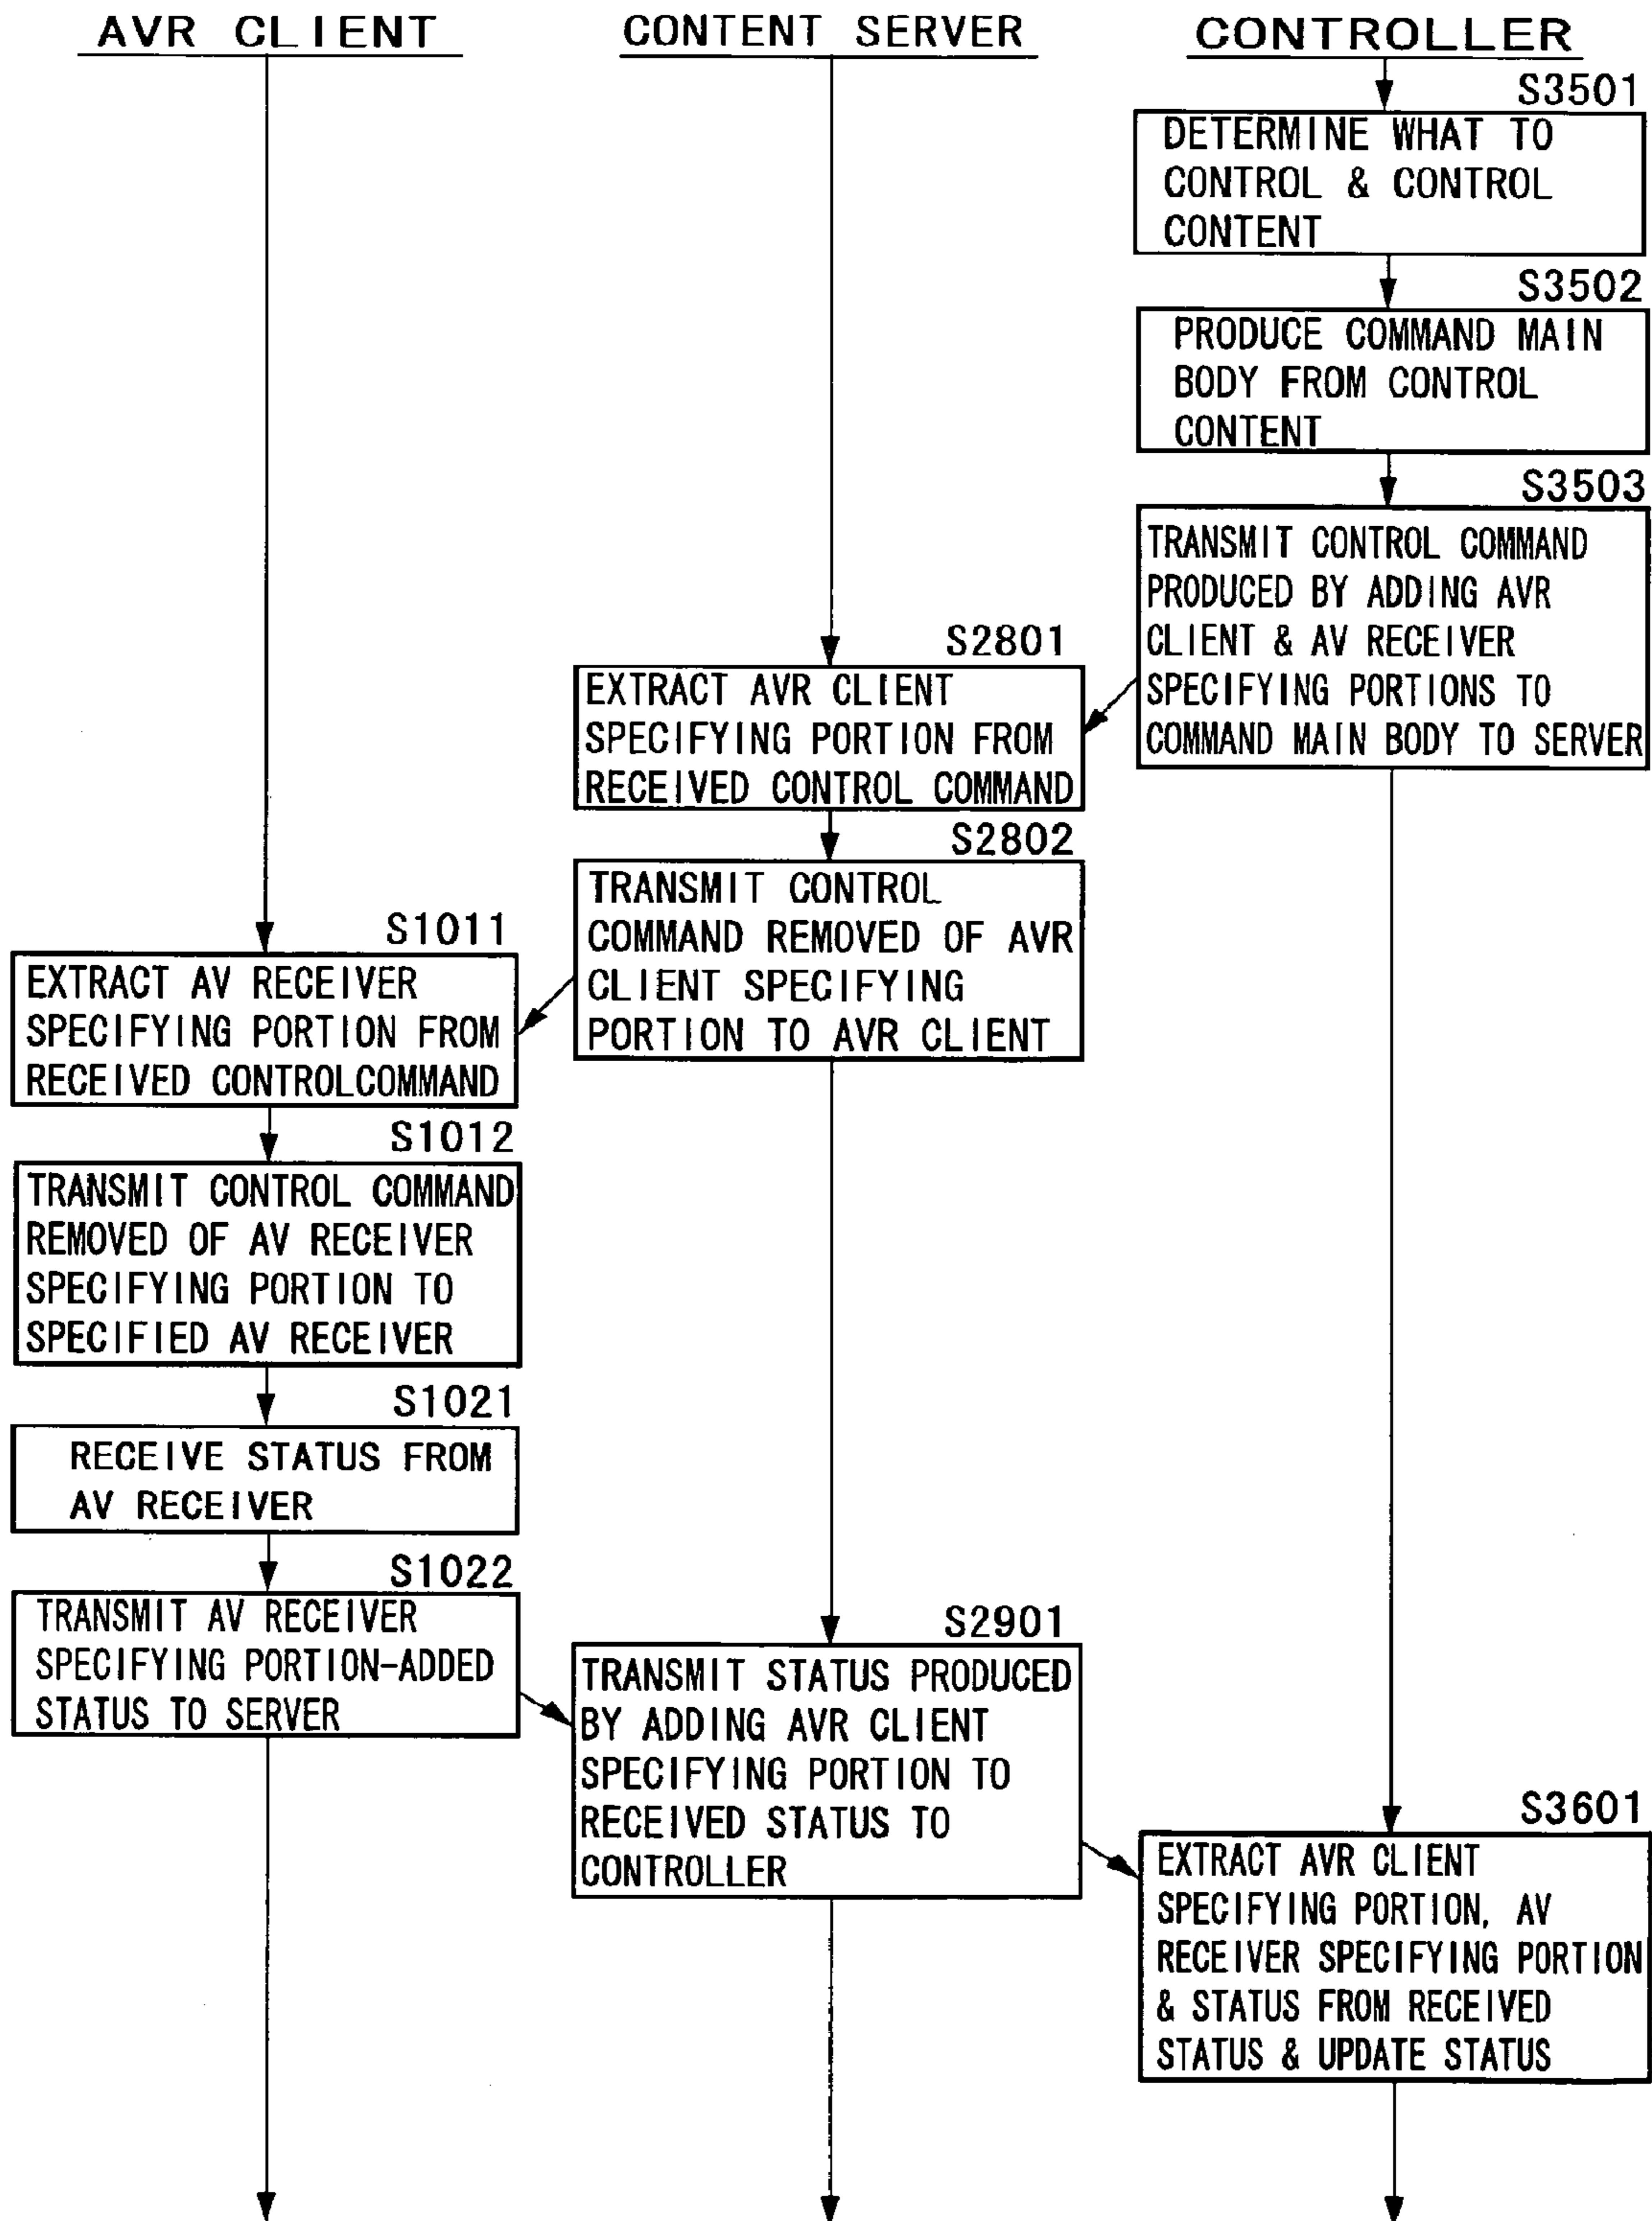 AVR CLIENT
CONTENT SERVER
CONTROLLER
S3501
DETERMINE WHAT TO
CONTROL & CONTROL
CONTENT
S3502
PRODUCE COMMAND MAIN
BODY FROM CONTROL
CONTENT
S3503
TRANSMIT CONTROL COMMAND
PRODUCED BY ADDING AVR
CLIENT & AV RECEIVER
SPECIFYING PORTIONS TO
COMMAND MAIN BODY TO SERVER
S2801
EXTRACT AVR CLIENT
SPECIFYING PORTION FROM
RECEIVED CONTROL COMMAND
S2802
TRANSMIT CONTROL
COMMAND REMOVED OF AVR
CLIENT SPECIFYING
PORTION TO AVR CLIENT
S1011
EXTRACT AV RECEIVER
SPECIFYING PORTION FROM
RECEIVED CONTROLCOMMAND
S1012
TRANSMIT CONTROL COMMAND
REMOVED OF AV RECEIVER
SPECIFYING PORTION TO
SPECIFIED AV RECEIVER
S1021
RECEIVE STATUS FROM
AV RECEIVER
S1022
TRANSMIT AV RECEIVER
SPECIFYING PORTION-ADDED
STATUS TO SERVER
S2901
TRANSMIT STATUS PRODUCED
BY ADDING AVR CLIENT
SPECIFYING PORTION TO
RECEIVED STATUS TO
CONTROLLER
S3601
EXTRACT AVR CLIENT
SPECIFYING PORTION, AV
RECEIVER SPECIFYING PORTION
& STATUS FROM RECEIVED
STATUS & UPDATE STATUS